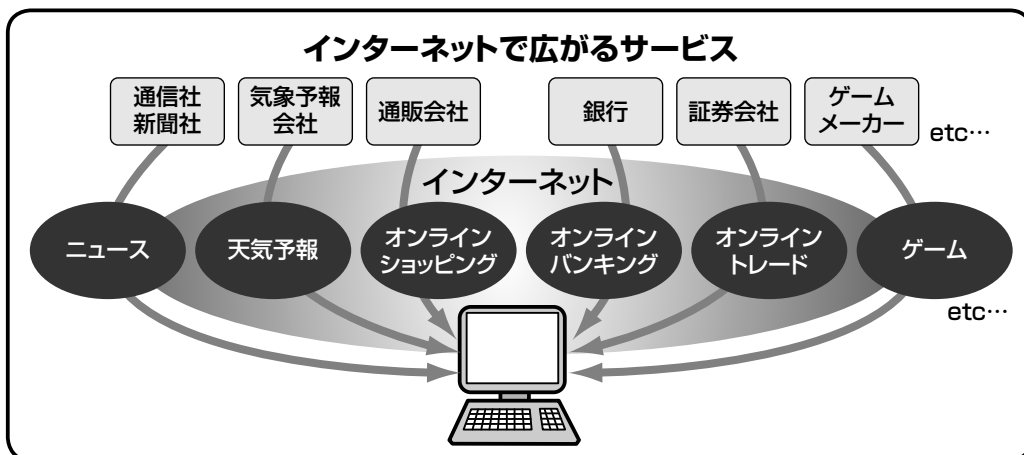 インターネットで広がるサービス
通信社
新聞社
気象予報
会社
通販会社
銀行
証券会社
ゲーム
メーカー
etc…
インターネット
ニュース
天気予報
オンライン
ショッピング
オンライン
バンキング
オンライン
トレード
ゲーム
etc…